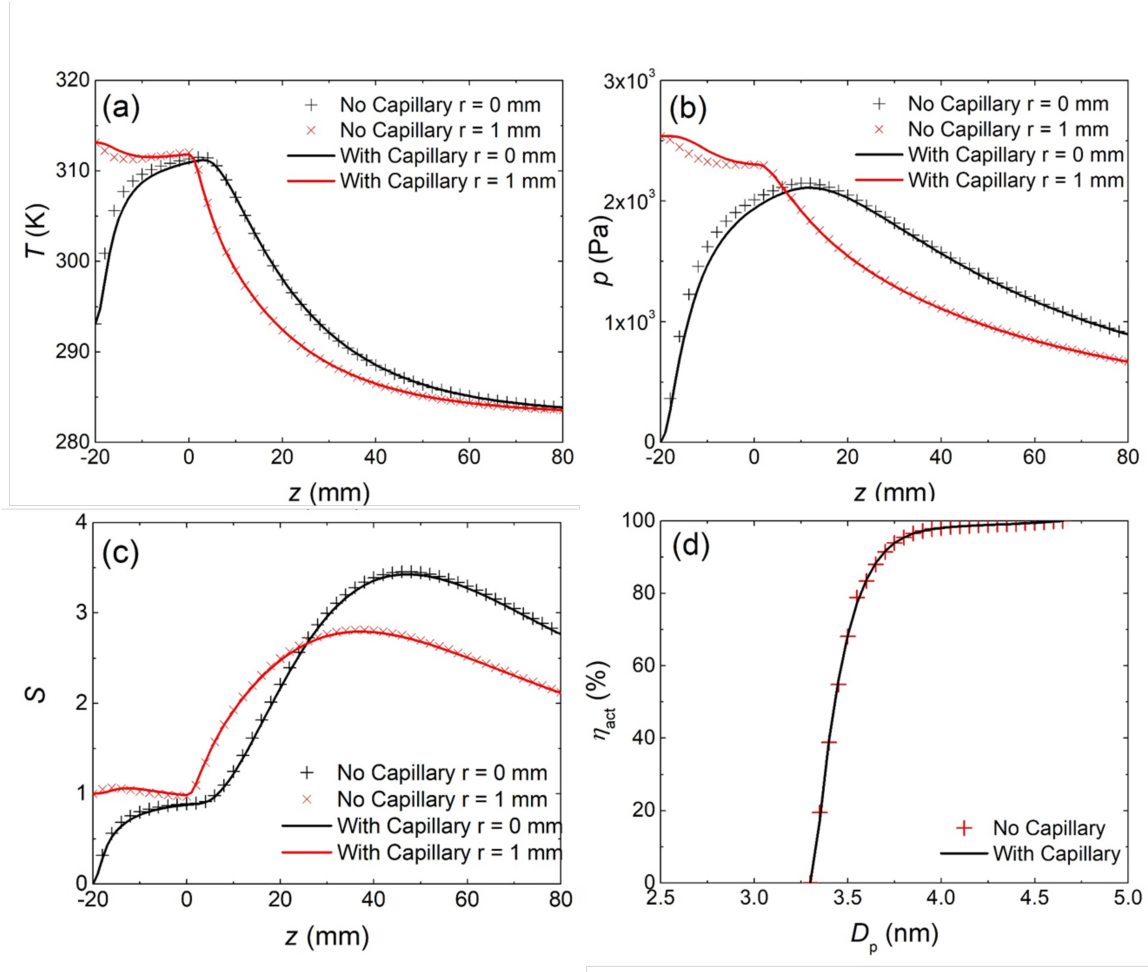 (a)
320
310
300
290
280
T (K)
No Capillary r = 0 mm
No Capillary r = 1 mm
With Capillary r = 0 mm
With Capillary r = 1 mm
-20 0 20 40 60 80
z (mm)
(b)
3x10³
2x10³
1x10³
0
p (Pa)
No Capillary r = 0 mm
No Capillary r = 1 mm
With Capillary r = 0 mm
With Capillary r = 1 mm
-20 0 20 40 60 80
z (mm)
(c)
4
3
2
1
0
S
No Capillary r = 0 mm
No Capillary r = 1 mm
With Capillary r = 0 mm
With Capillary r = 1 mm
-20 0 20 40 60 80
z (mm)
(d)
100
80
60
40
20
0
η_act (%)
No Capillary
With Capillary
2.5 3.0 3.5 4.0 4.5 5.0
D_p (nm)